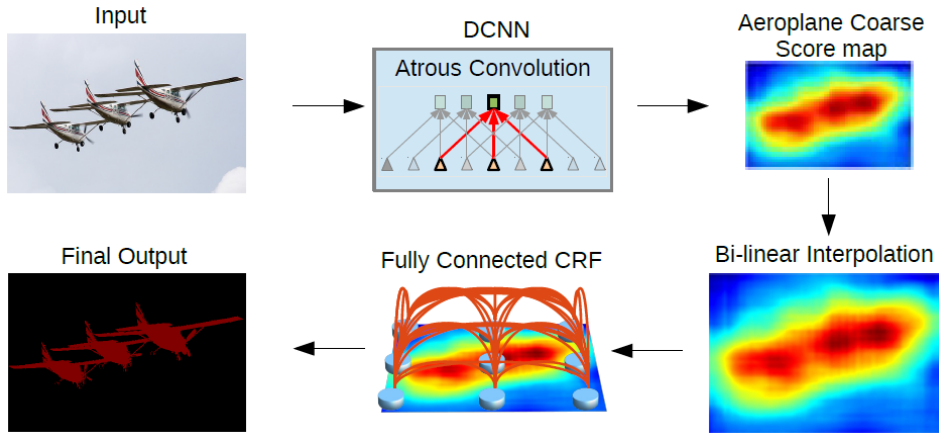 Input
DCNN
Atrous Convolution
Aeroplane Coarse
Score map
Bi-linear Interpolation
Fully Connected CRF
Final Output